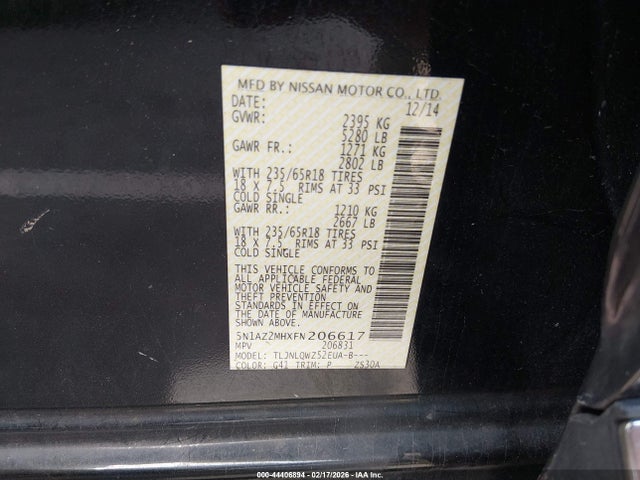 MFD BY NISSAN MOTOR CO., LTD.
DATE: 12/14
GVWR: 2395 KG
5280 LB
GAWR FR.: 1271 KG
2802 LB
WITH 235/65R18 TIRES
18 X 7.5 RIMS AT 33 PSI
COLD SINGLE
GAWR RR.: 1210 KG
2667 LB
WITH 235/65R18 TIRES
18 X 7.5 RIMS AT 33 PSI
COLD SINGLE
THIS VEHICLE CONFORMS TO
ALL APPLICABLE FEDERAL
MOTOR VEHICLE SAFETY AND
THEFT PREVENTION
STANDARDS IN EFFECT ON
THE DATE OF MANUFACTURE
SHOWN ABOVE.
5N1AZ2MHXFN206617
MPV 206831
MODEL: TLJNLQWZ52EUA-B---
COLOR: G41 TRIM: P ZS30A
000-44406894 - 02/17/2026 - © IAA Inc.